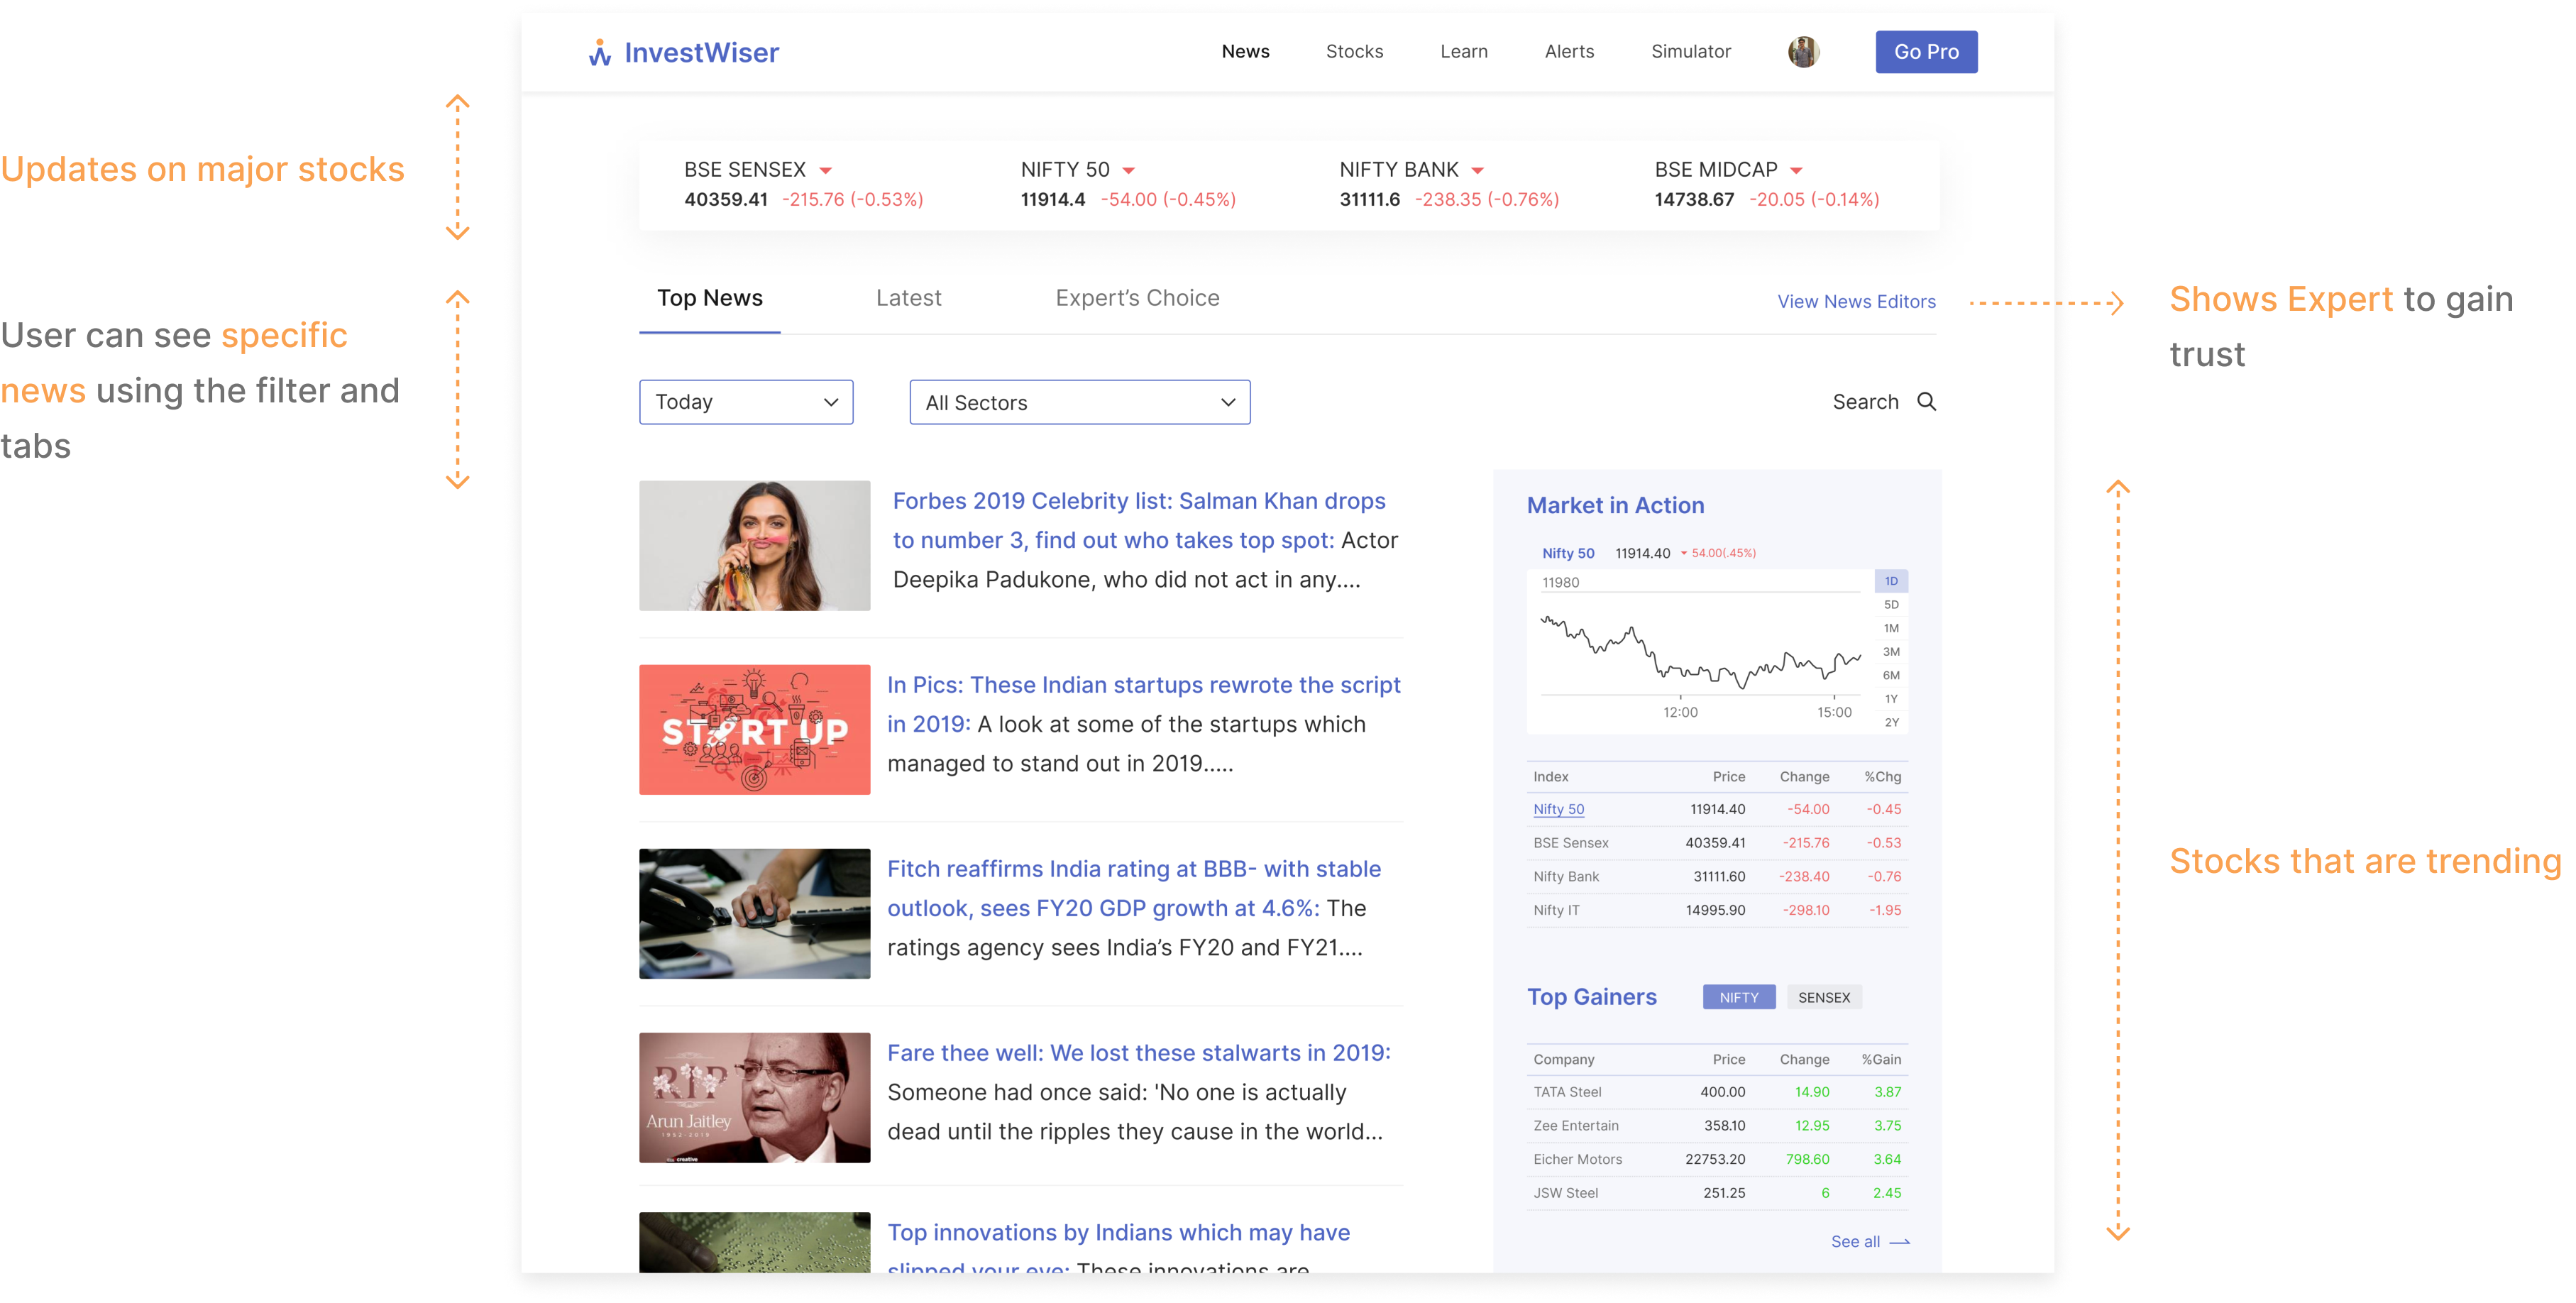 InvestWiser
News Stocks Learn Alerts Simulator Go Pro
Updates on major stocks
BSE SENSEX NIFTY 50 NIFTY BANK BSE MIDCAP
40359.41 -215.76 (-0.53%) 11914.4 -54.00 (-0.45%) 31111.6 -238.35 (-0.76%) 14738.67 -20.05 (-0.14%)
User can see specific
news using the filter and
tabs
Top News Latest Expert’s Choice View News Editors
Shows Expert to gain
trust
Today All Sectors Search
Forbes 2019 Celebrity list: Salman Khan drops
to number 3, find out who takes top spot: Actor
Deepika Padukone, who did not act in any....
START UP
In Pics: These Indian startups rewrote the script
in 2019: A look at some of the startups which
managed to stand out in 2019.....
Fitch reaffirms India rating at BBB- with stable
outlook, sees FY20 GDP growth at 4.6%: The
ratings agency sees India’s FY20 and FY21....
RIP
Arun Jaitley
1952-2019
creative
Fare thee well: We lost these stalwarts in 2019:
Someone had once said: 'No one is actually
dead until the ripples they cause in the world...
Top innovations by Indians which may have
slipped your eye: These innovations are
Market in Action
Nifty 50 11914.40 54.00(.45%)
11980
1D
5D
1M
3M
6M
1Y
2Y
12:00 15:00
Index Price Change %Chg
Nifty 50 11914.40 -54.00 -0.45
BSE Sensex 40359.41 -215.76 -0.53
Nifty Bank 31111.60 -238.40 -0.76
Nifty IT 14995.90 -298.10 -1.95
Top Gainers NIFTY SENSEX
Company Price Change %Gain
TATA Steel 400.00 14.90 3.87
Zee Entertain 358.10 12.95 3.75
Eicher Motors 22753.20 798.60 3.64
JSW Steel 251.25 6 2.45
See all
Stocks that are trending